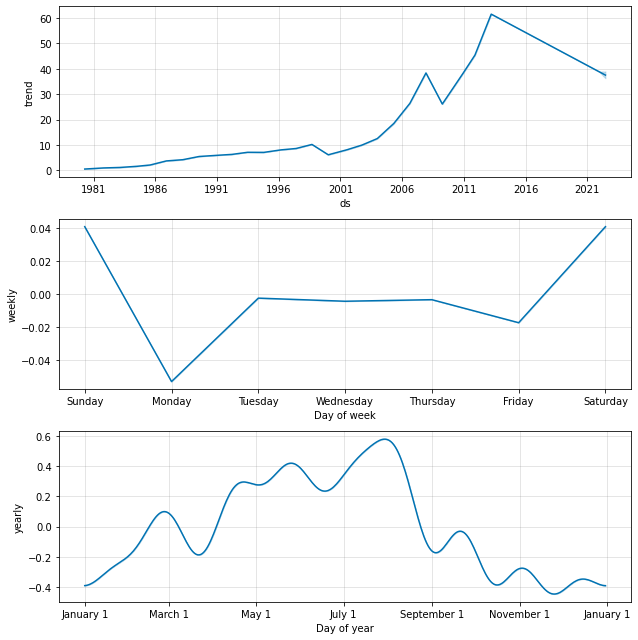 60
50
40
30
20
10
0
trend
1981 1986 1991 1996 2001 2006 2011 2016 2021
ds
0.04
0.02
0.00
−0.02
−0.04
weekly
Sunday Monday Tuesday Wednesday Thursday Friday Saturday
Day of week
0.6
0.4
0.2
0.0
−0.2
−0.4
yearly
January 1 March 1 May 1 July 1 September 1 November 1 January 1
Day of year